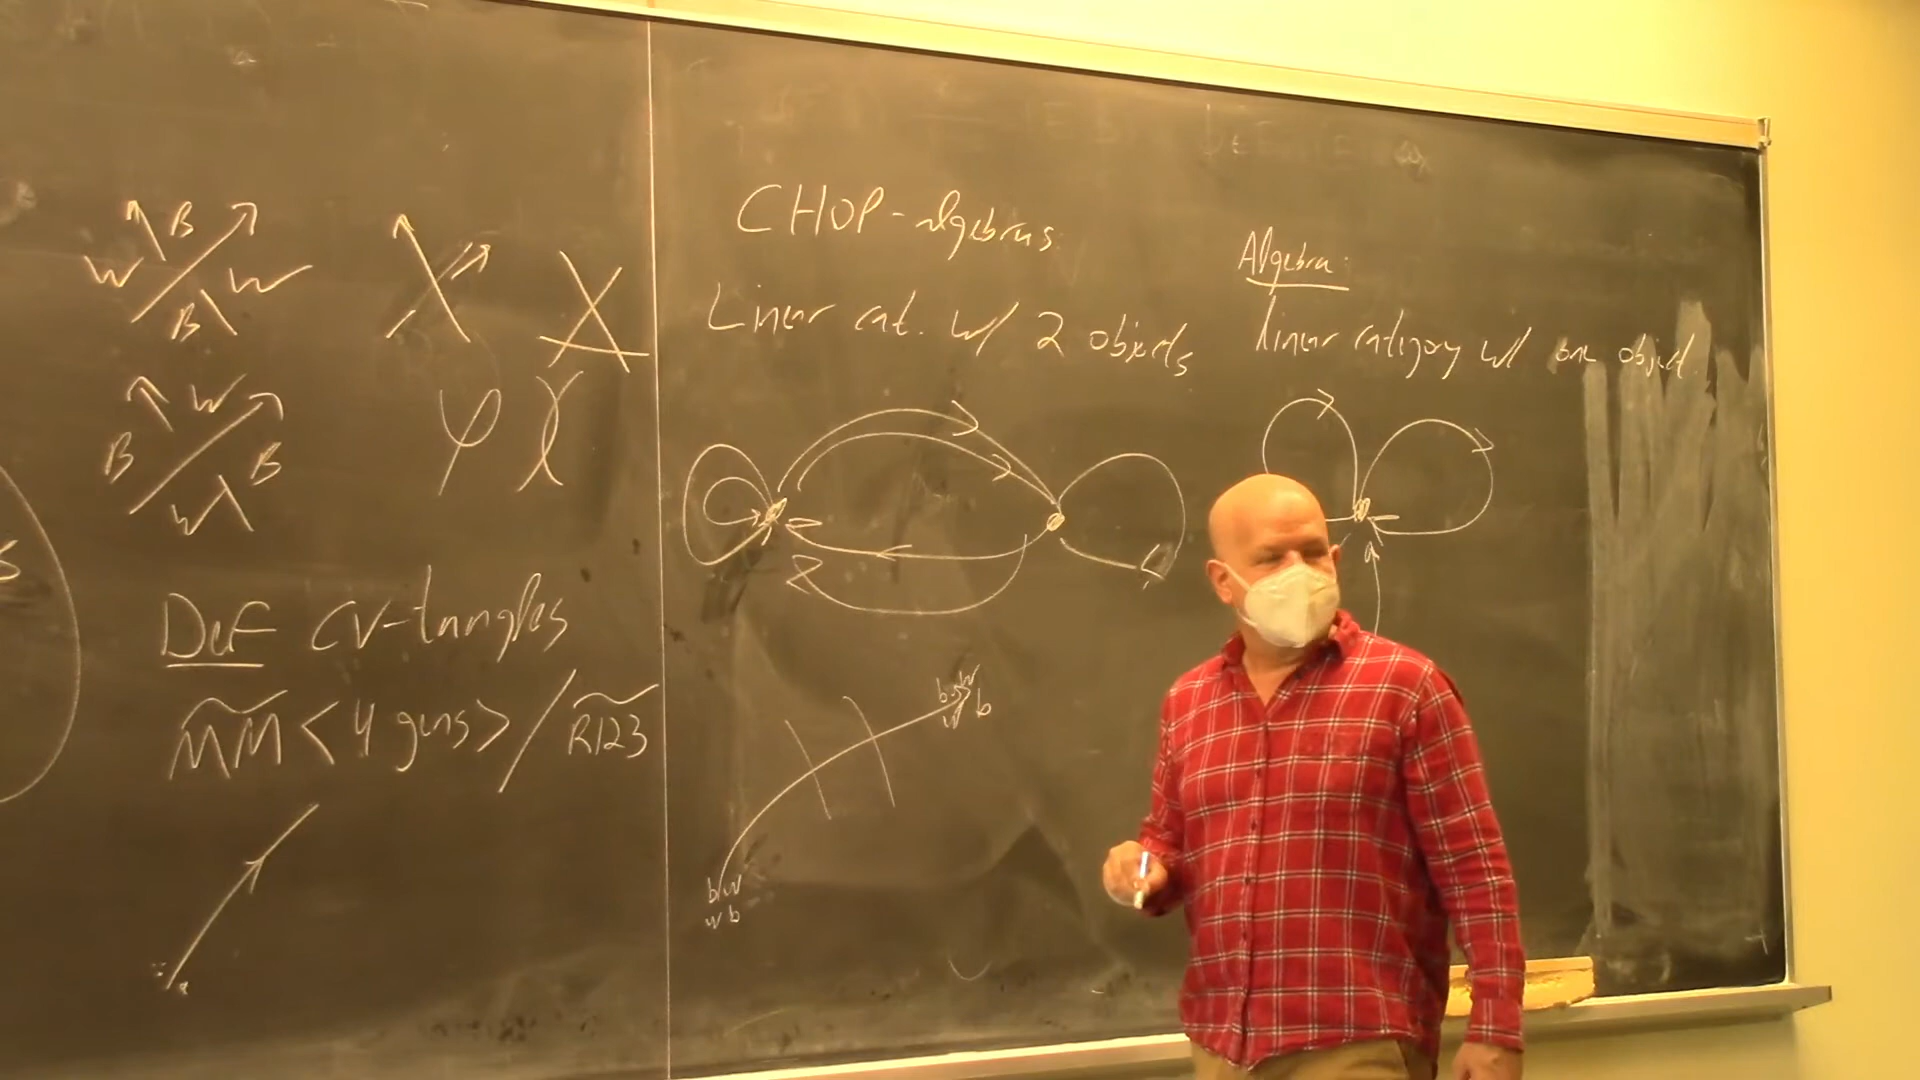 B
W W
B
W
B B
W
φ χ
DEF CV-tangles
MM <4 gens> / R123
CHOP-algebras:
Linear cat. w/ 2 objects
Algebra:
linear category w/ one object.
a
b w
w b
b w
w b